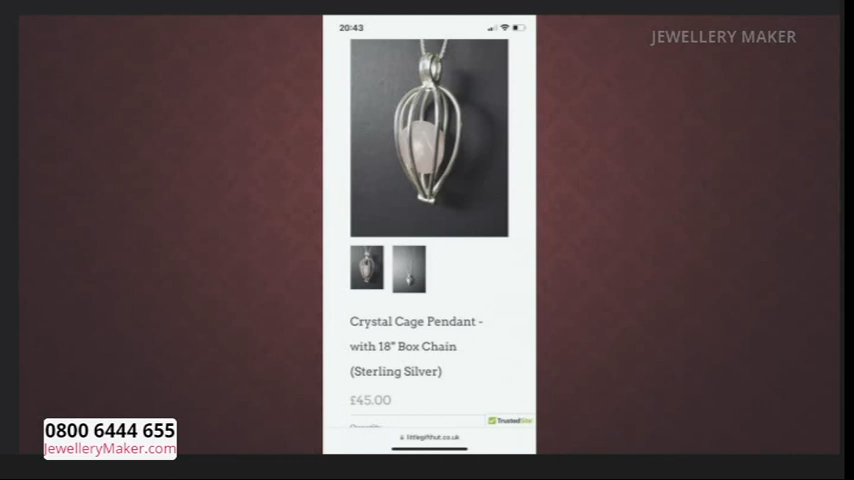 20:43
JEWELLERY MAKER
Crystal Cage Pendant -
with 18" Box Chain
(Sterling Silver)
£45.00
Quantity
TrustedSite
littlegifthut.co.uk
0800 6444 655
JewelleryMaker.com